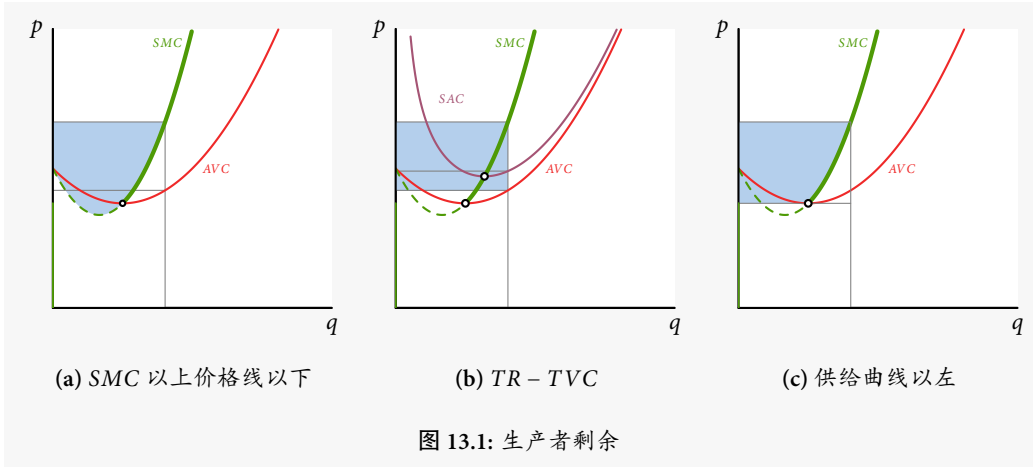 p
SMC
AVC
q
(a) SMC 以上价格线以下
p
SMC
SAC
AVC
q
(b) TR – TVC
p
SMC
AVC
q
(c) 供给曲线以左
图 13.1: 生产者剩余